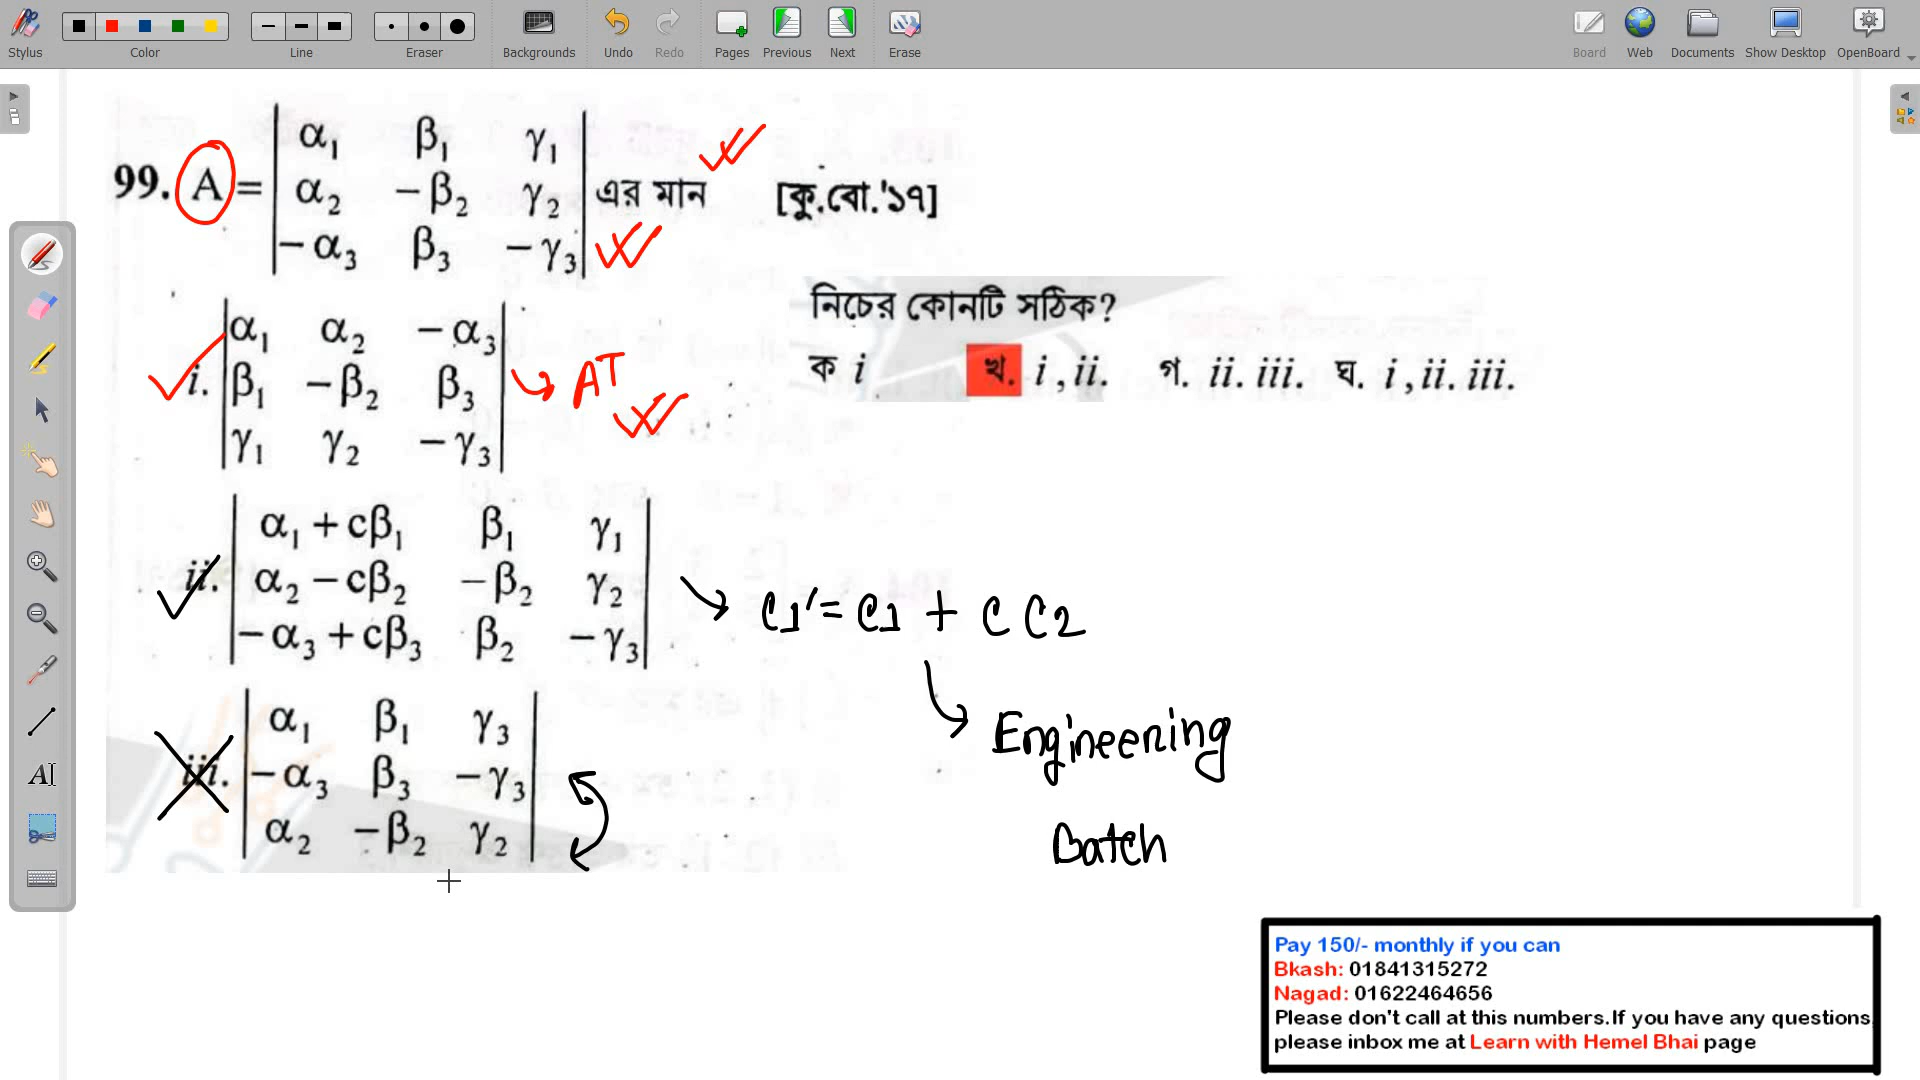 Stylus Color Line Eraser Backgrounds Undo Redo Pages Previous Next Erase Board Web Documents Show Desktop OpenBoard
α₁ β₁ γ₁
99. A = α₂ −β₂ γ₂ এর মান [কু.বো.'১৭]
−α₃ β₃ −γ₃
α₁ α₂ −α₃
i. β₁ −β₂ β₃ → AT
γ₁ γ₂ −γ₃
α₁ + cβ₁ β₁ γ₁
ii. α₂ − cβ₂ −β₂ γ₂ → C₁′ = C₁ + C C₂
−α₃ + cβ₃ β₂ −γ₃
α₁ β₁ γ₃
iii. −α₃ β₃ −γ₃
α₂ −β₂ γ₂
নিচের কোনটি সঠিক?
ক i খ. i ,ii. গ. ii. iii. ঘ. i ,ii. iii.
Engineering
Batch
Pay 150/- monthly if you can
Bkash: 01841315272
Nagad: 01622464656
Please don't call at this numbers.If you have any questions
please inbox me at Learn with Hemel Bhai page